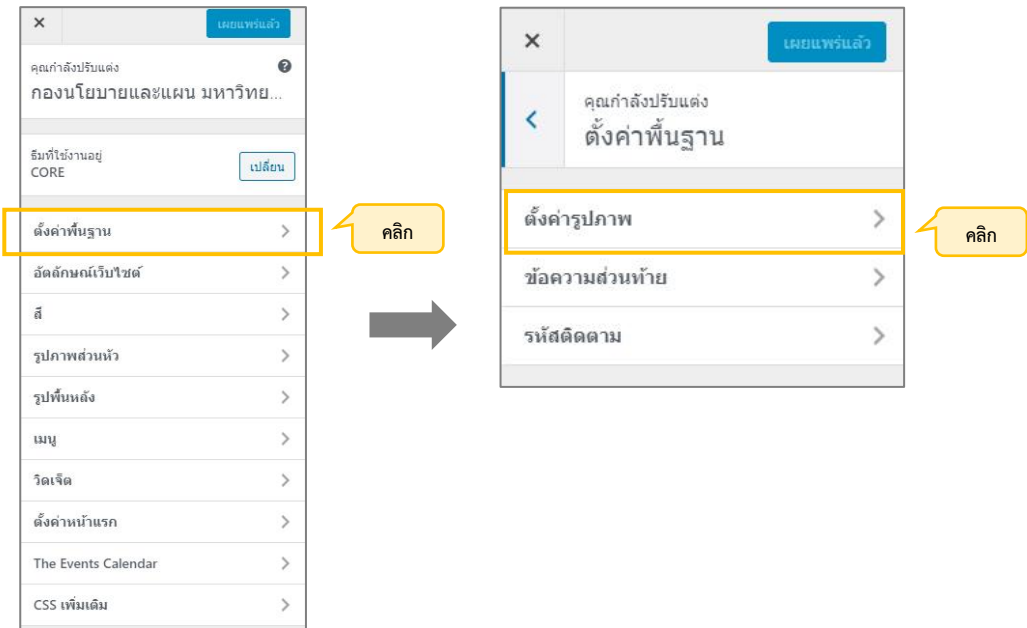 × เผยแพร่แล้ว
คุณกำลังปรับแต่ง
กองนโยบายและแผน มหาวิทย...
ธีมที่ใช้งานอยู่
CORE
เปลี่ยน
ตั้งค่าพื้นฐาน
คลิก
อัตลักษณ์เว็บไซต์
สี
รูปภาพส่วนหัว
รูปพื้นหลัง
เมนู
วิดเจ็ต
ตั้งค่าหน้าแรก
The Events Calendar
CSS เพิ่มเติม
× เผยแพร่แล้ว
คุณกำลังปรับแต่ง
ตั้งค่าพื้นฐาน
ตั้งค่ารูปภาพ
คลิก
ข้อความส่วนท้าย
รหัสติดตาม